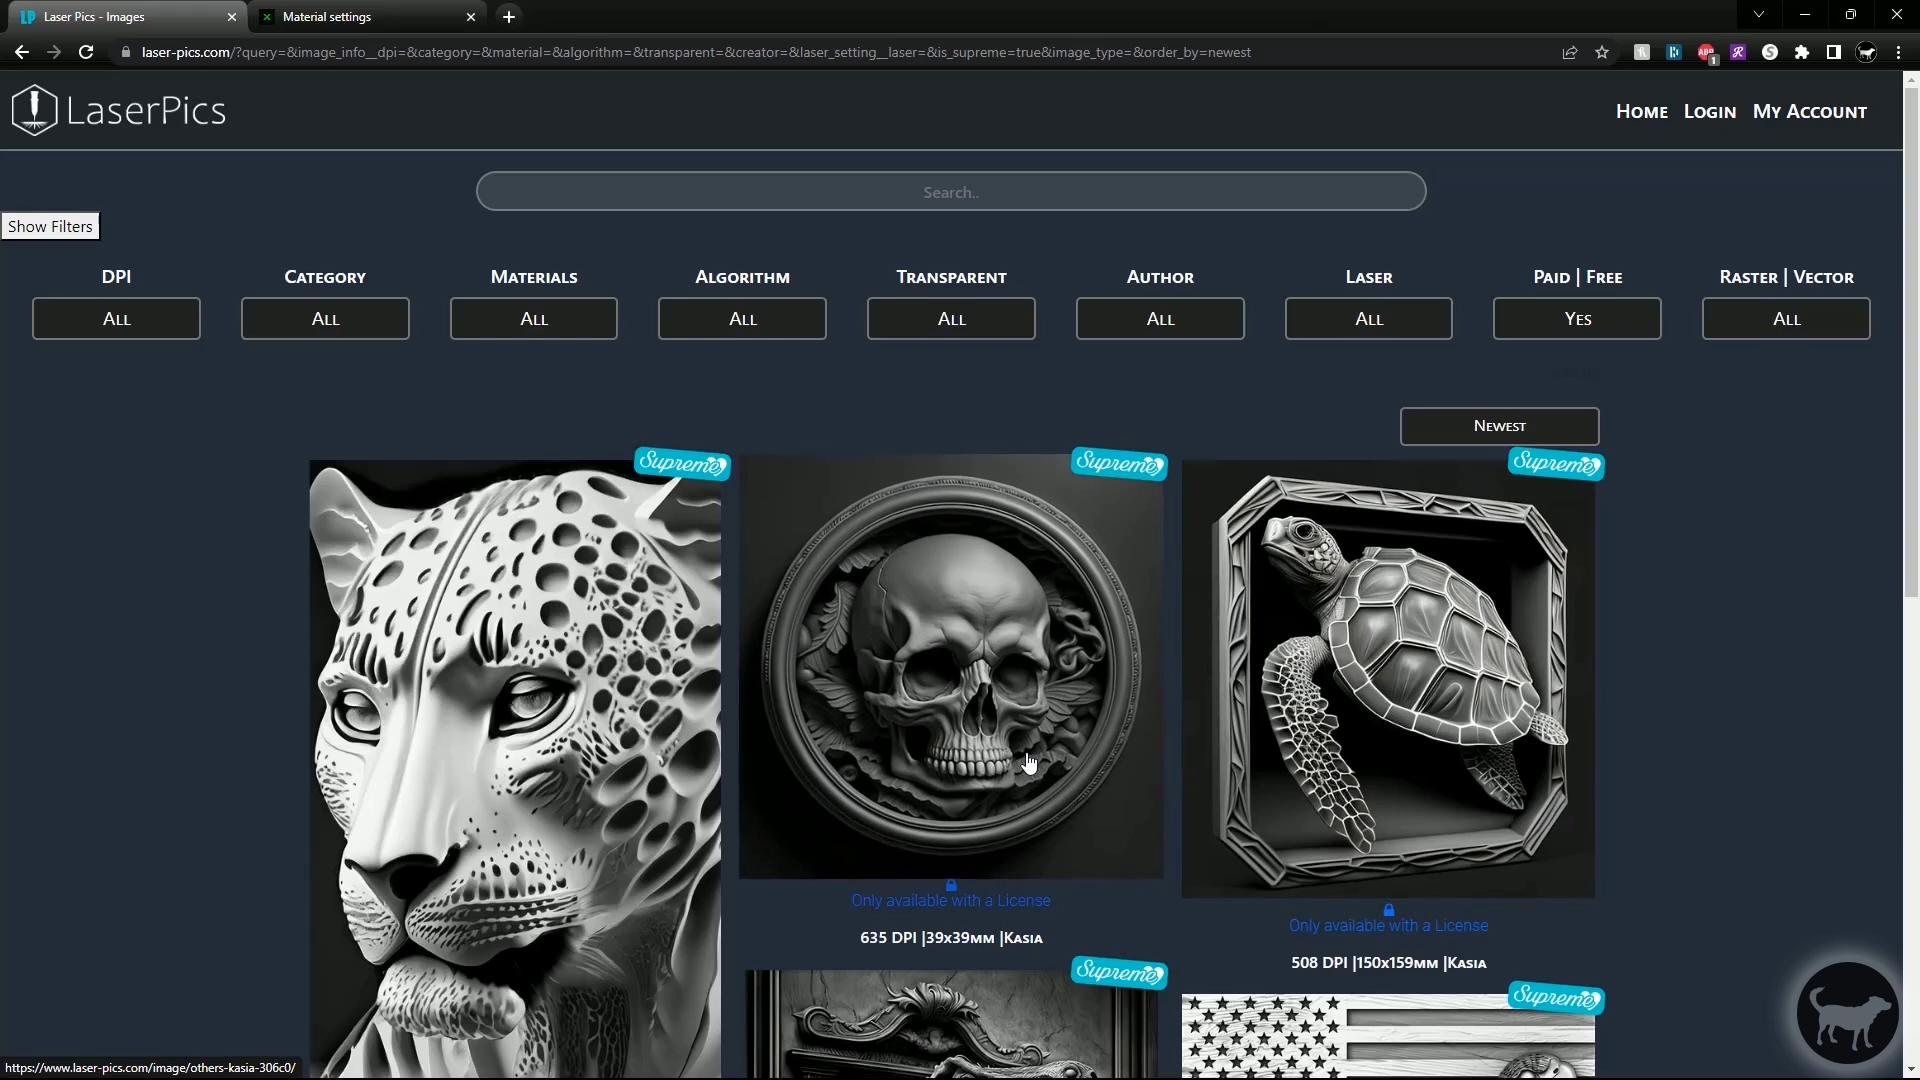 Laser Pics - Images
Material settings
laser-pics.com/?query=&image_info__dpi=&category=&material=&algorithm=&transparent=&creator=&laser_setting__laser=&is_supreme=true&image_type=&order_by=newest
ABP
1
LaserPics
Home Login My Account
Search..
Show Filters
DPI Category Materials Algorithm Transparent Author Laser Paid | Free Raster | Vector
All All All All All All All Yes All
Newest
Supreme Supreme Supreme
Only available with a License
635 DPI |39x39mm |Kasia
Only available with a License
508 DPI |150x159mm |Kasia
Supreme
Supreme
https://www.laser-pics.com/image/others-kasia-306c0/